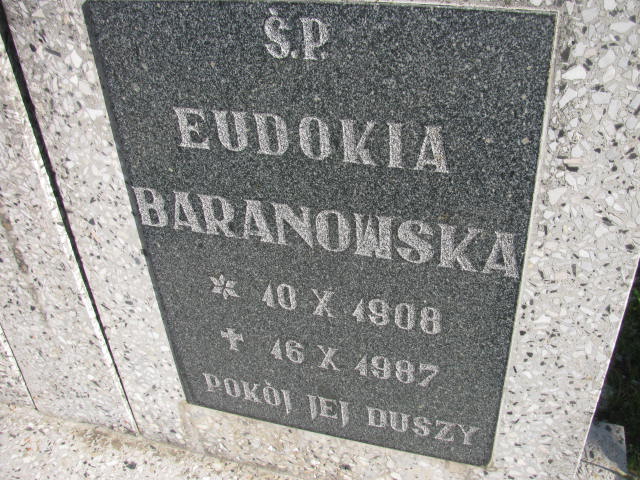 Ś.P.
EUDOKIA
BARANOWSKA
* 10 X 1908
✝ 16 X 1987
POKÓJ JEJ DUSZY